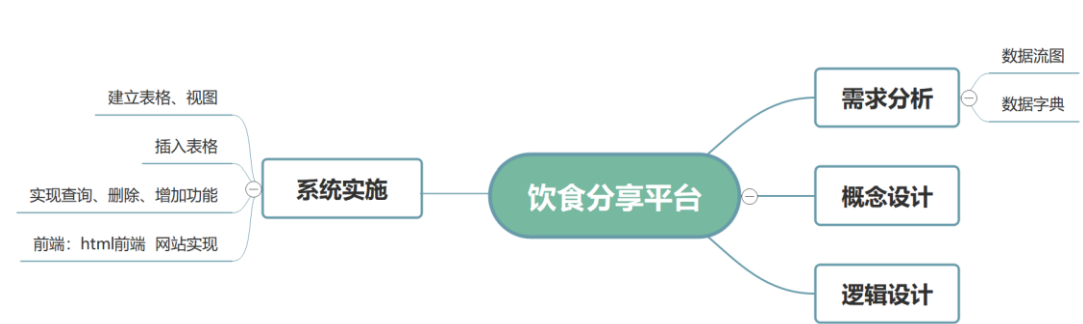 饮食分享平台
需求分析
数据流图
数据字典
概念设计
逻辑设计
系统实施
建立表格、视图
插入表格
实现查询、删除、增加功能
前端：html前端 网站实现